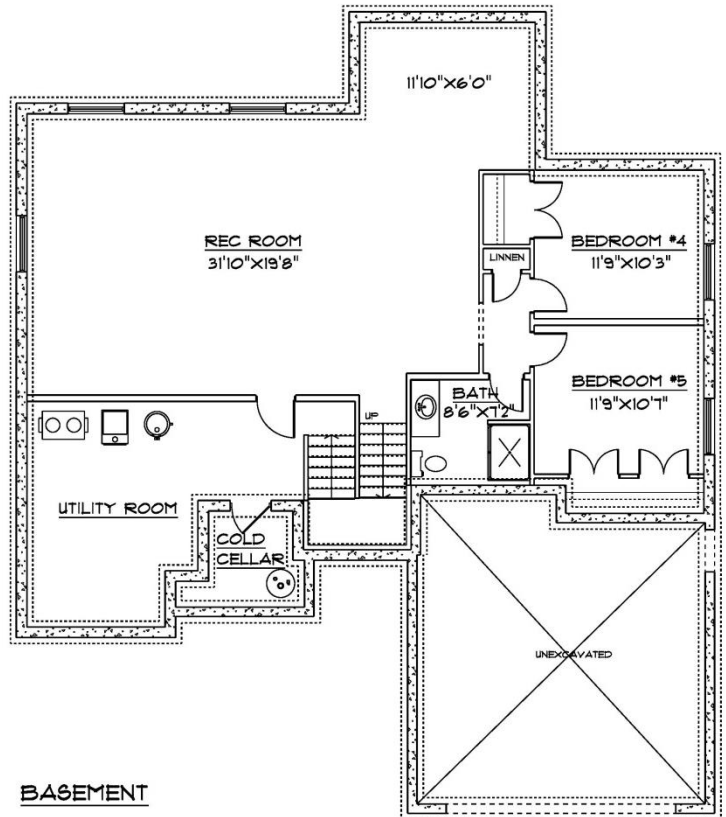 11'10"X6'0"
REC ROOM
31'10"X19'8"
BEDROOM #4
11'9"X10'3"
LINNEN
BEDROOM #5
11'9"X10'7"
BATH
8'6"X7'2"
UP
UTILITY ROOM
COLD
CELLAR
UNEXCAVATED
BASEMENT